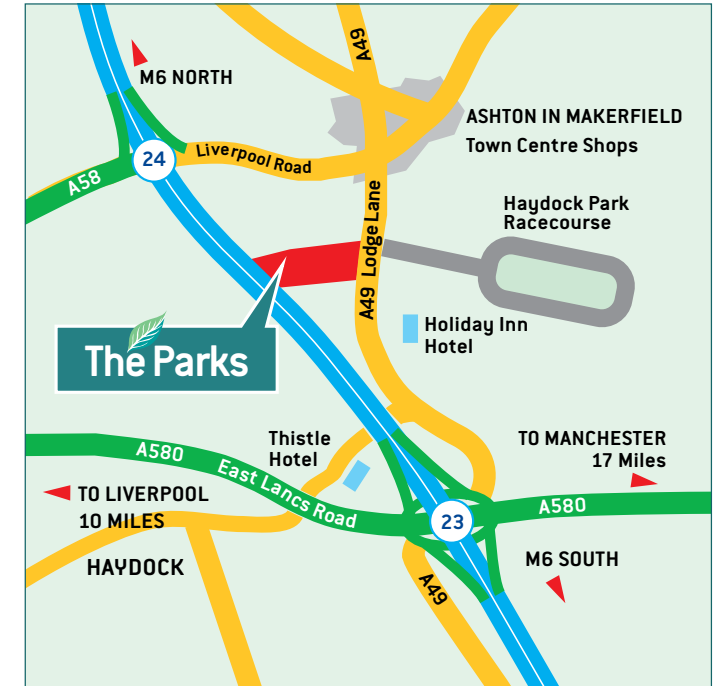 A49
M6 NORTH
ASHTON IN MAKERFIELD
Town Centre Shops
24
Liverpool Road
A58
Haydock Park
Racecourse
A49 Lodge Lane
Holiday Inn
Hotel
The Parks
Thistle
Hotel
TO MANCHESTER
17 Miles
A580 East Lancs Road
TO LIVERPOOL
10 MILES
A580
23
HAYDOCK
M6 SOUTH
A49